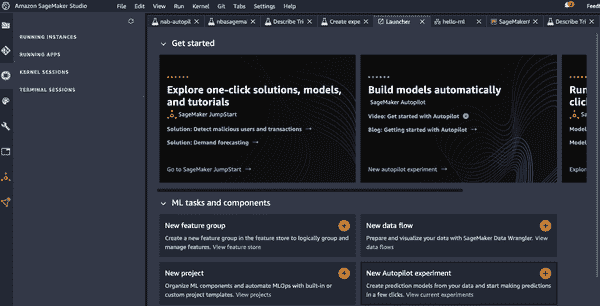 Amazon SageMaker Studio File Edit View Run Kernel Git Tabs Settings Help Feedb
nab-autopil nbasagema Describe Tri Create expe Launcher hello-ml SageMaker Describe Tri
RUNNING INSTANCES
RUNNING APPS
KERNEL SESSIONS
TERMINAL SESSIONS
Get started
Explore one-click solutions, models,
and tutorials
SageMaker JumpStart
Solution: Detect malicious users and transactions →
Solution: Demand forecasting →
Go to SageMaker JumpStart →
Build models automatically
SageMaker Autopilot
Video: Get started with Autopilot
Blog: Getting started with Autopilot →
New autopilot experiment →
Run
click
Model
Model
ML tasks and components
New feature group
Create a new feature group in the feature store to logically group
and manage features. View feature store
New data flow
Prepare and visualize your data with SageMaker Data Wrangler. View
data flows
New project
Organize ML components and automate MLOps with built-in or
custom project templates. View projects
New Autopilot experiment
Create prediction models from your data and start making predictions
in a few clicks. View current experiments